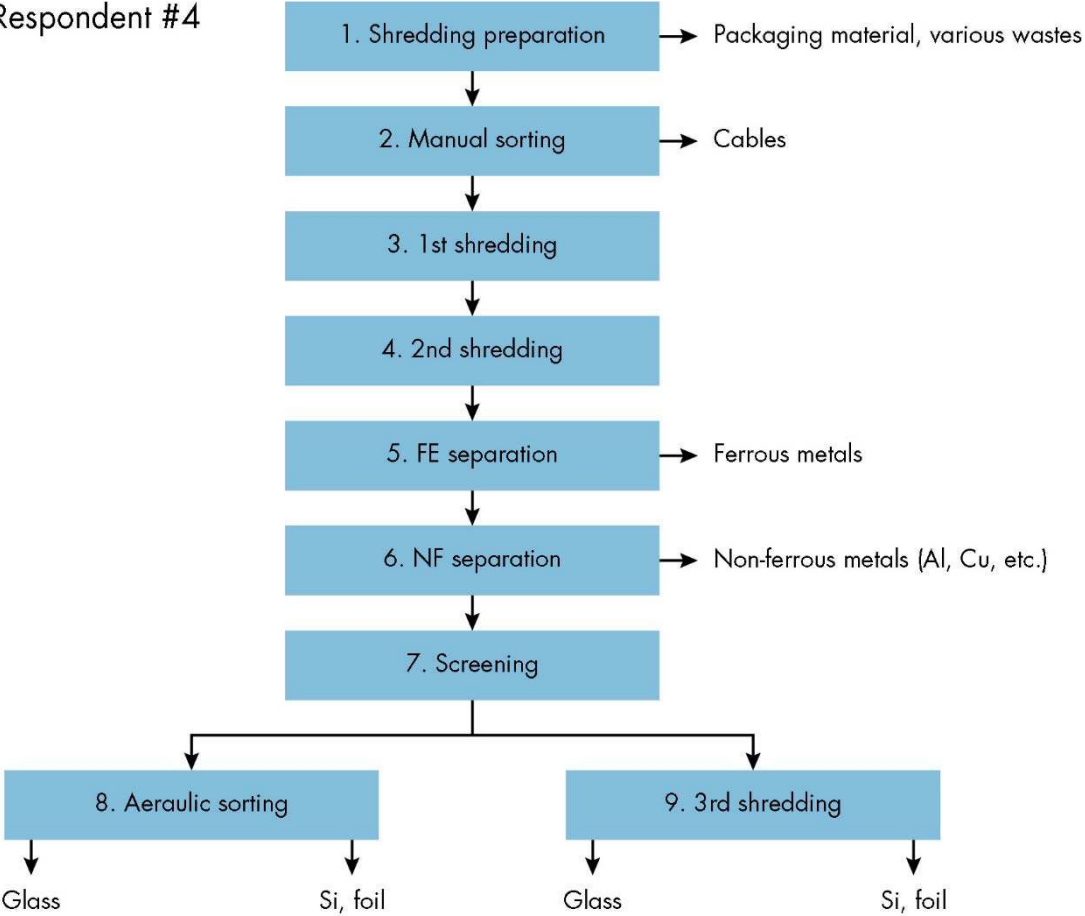 Respondent #4
1. Shredding preparation
Packaging material, various wastes
2. Manual sorting
Cables
3. 1st shredding
4. 2nd shredding
5. FE separation
Ferrous metals
6. NF separation
Non-ferrous metals (Al, Cu, etc.)
7. Screening
8. Aeraulic sorting
9. 3rd shredding
Glass
Si, foil
Glass
Si, foil